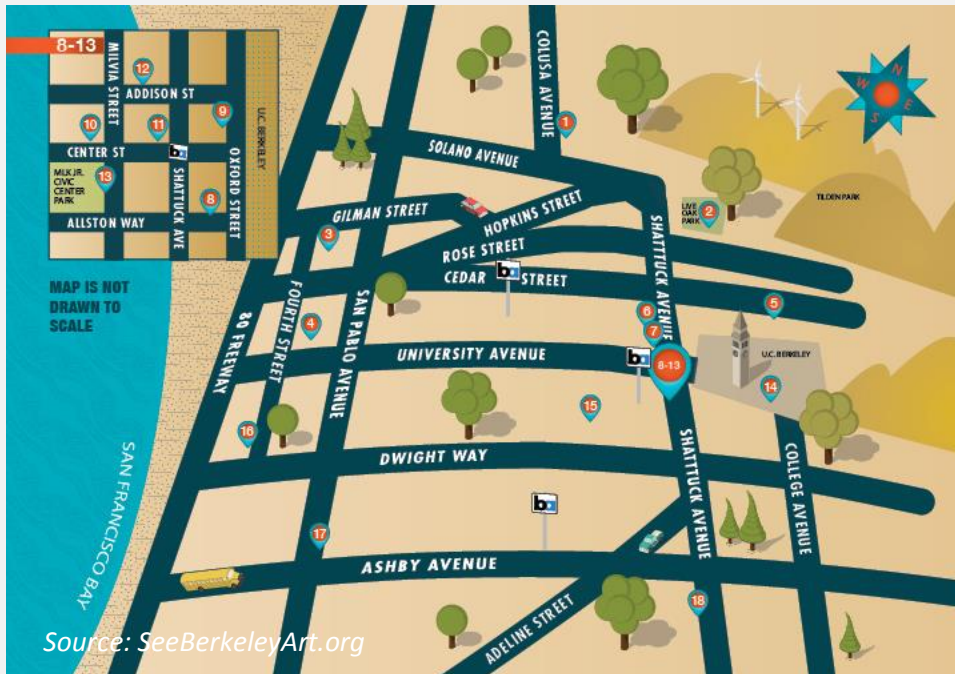 8-13
MILVIA STREET
12
ADDISON ST
9
10
11
CENTER ST
b
SHATTUCK AVE
OXFORD STREET
U.C. BERKELEY
MLK JR.
CIVIC
CENTER
PARK
13
8
ALLSTON WAY
MAP IS NOT
DRAWN TO
SCALE
COLUSA AVENUE
1
N
W
E
S
SOLANO AVENUE
TILDEN PARK
LIVE
OAK
PARK
2
GILMAN STREET
HOPKINS STREET
3
ROSE STREET
CEDAR STREET
b
SHATTTUCK AVENUE
80 FREEWAY
FOURTH STREET
SAN PABLO AVENUE
4
5
6
7
UNIVERSITY AVENUE
b
8-13
U.C. BERKELEY
14
15
16
DWIGHT WAY
SHATTTUCK AVENUE
COLLEGE AVENUE
b
17
ASHBY AVENUE
ADELINE STREET
18
SAN FRANCISCO BAY
Source: SeeBerkeleyArt.org